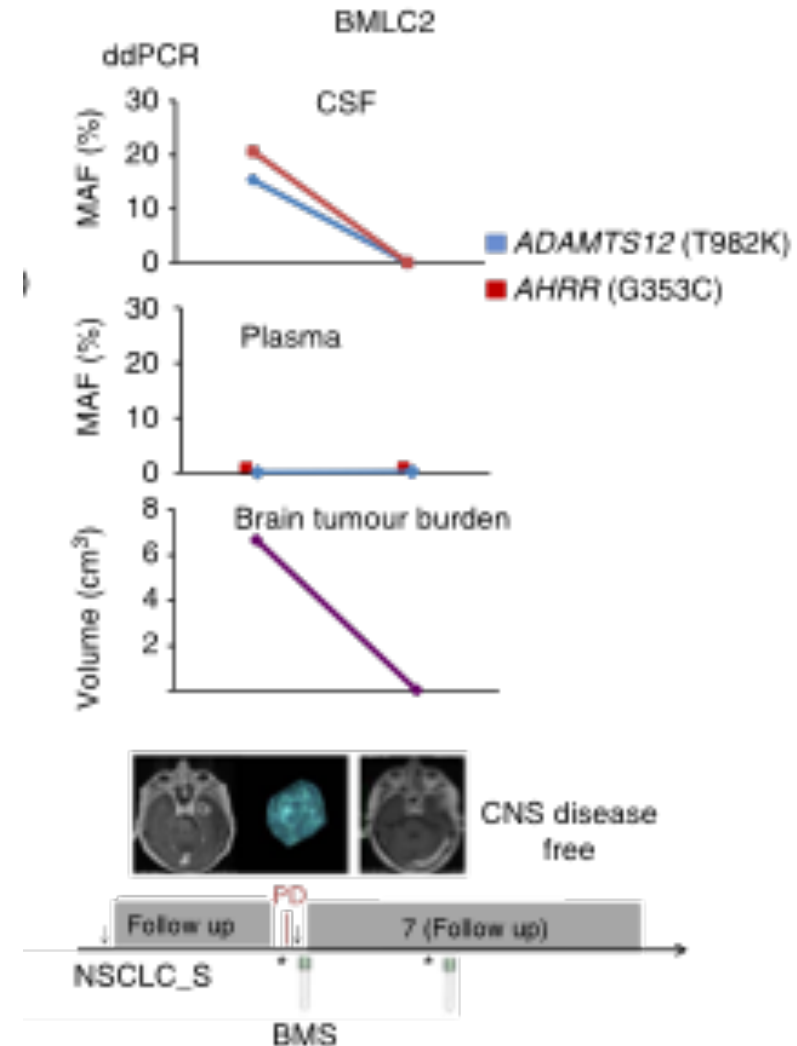 BMLC2
ddPCR
CSF
MAF (%)
30
20
10
0
ADAMTS12 (T982K)
AHRR (G353C)
Plasma
MAF (%)
30
20
10
0
Brain tumour burden
Volume (cm³)
8
6
4
2
CNS disease
free
PD
Follow up
7 (Follow up)
* *
NSCLC_S
BMS